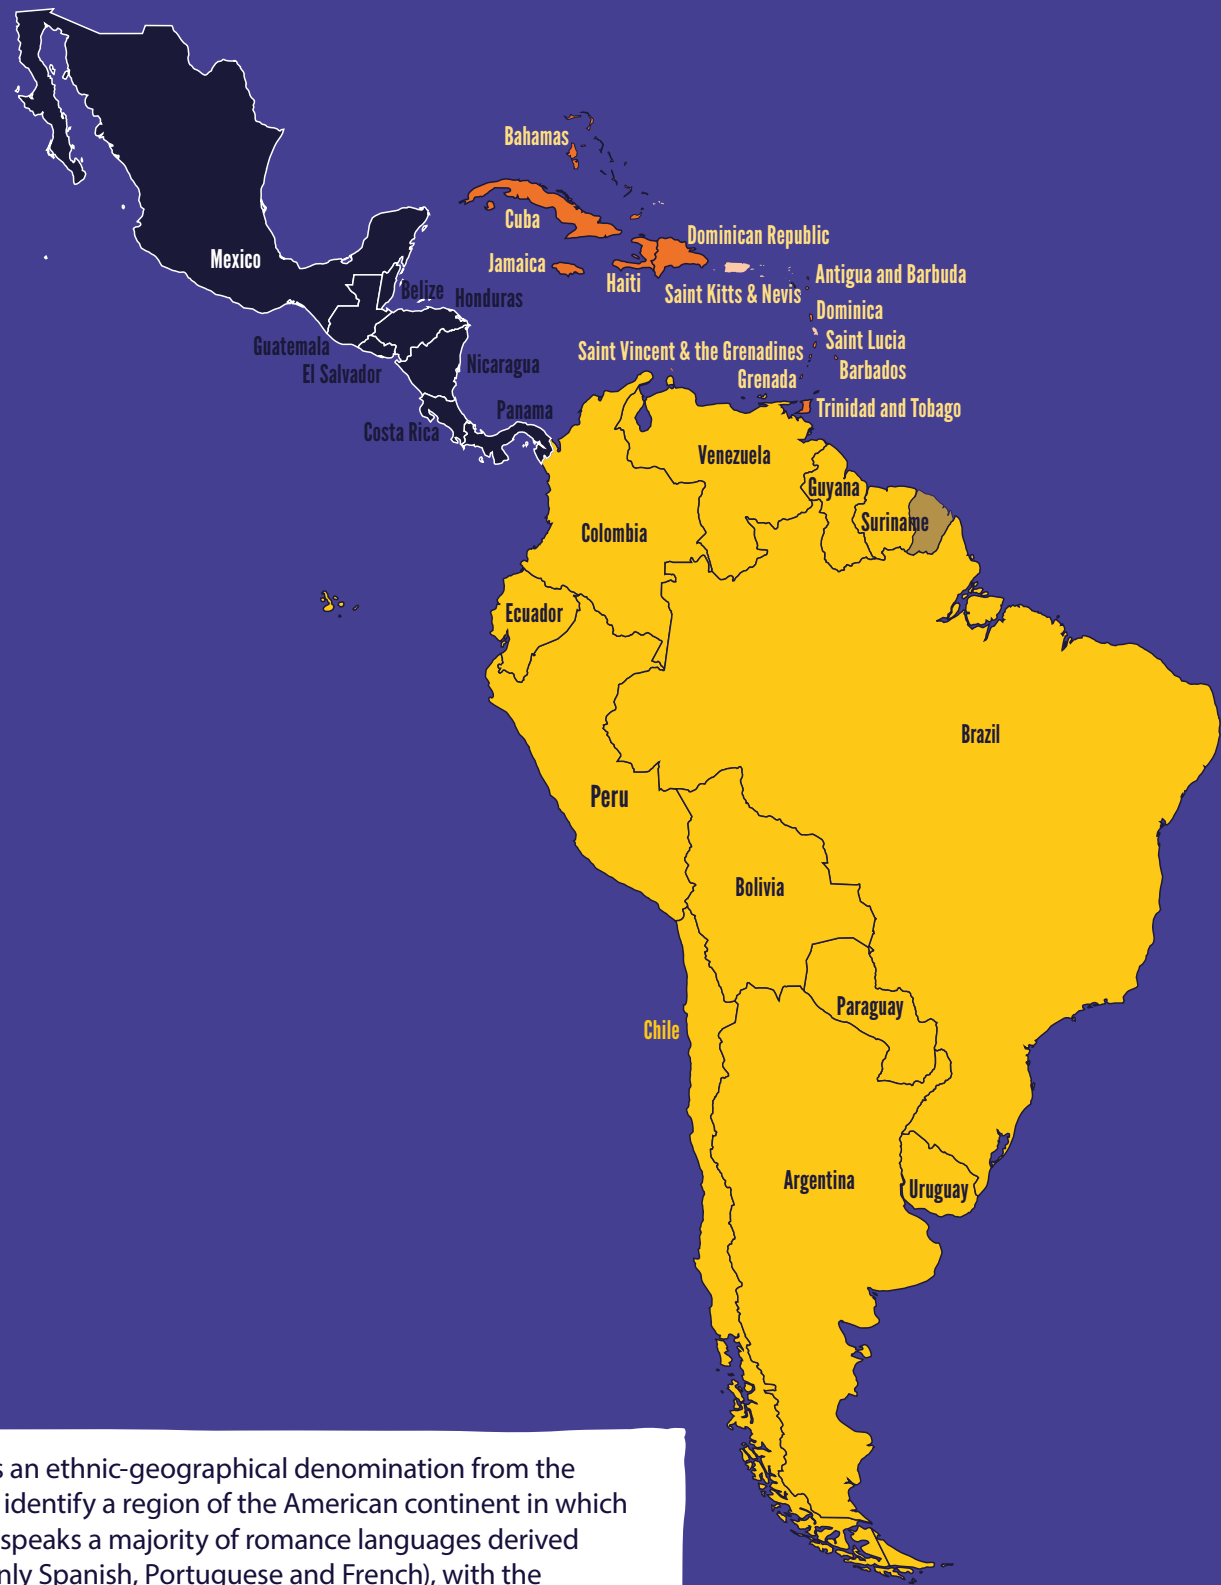 Bahamas
Cuba
Dominican Republic
Mexico
Jamaica
Haiti
Antigua and Barbuda
Belize
Honduras
Saint Kitts & Nevis
Dominica
Guatemala
Saint Lucia
Saint Vincent & the Grenadines
El Salvador
Nicaragua
Barbados
Grenada
Panama
Trinidad and Tobago
Costa Rica
Venezuela
Guyana
Suriname
Colombia
Ecuador
Brazil
Peru
Bolivia
Paraguay
Chile
Argentina
Uruguay
an ethnic-geographical denomination from the
identify a region of the American continent in which
speaks a majority of romance languages derived
Spanish, Portuguese and French), with the